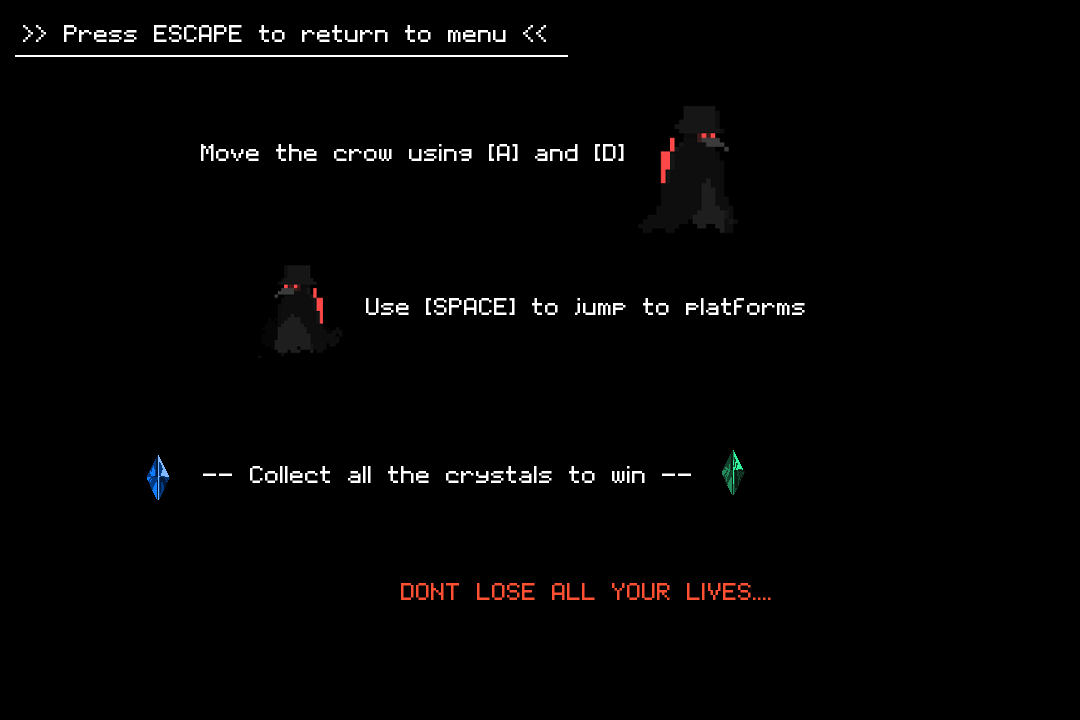 >> Press ESCAPE to return to menu <<
Move the crow using [A] and [D]
Use [SPACE] to jump to platforms
-- Collect all the crystals to win --
DONT LOSE ALL YOUR LIVES....